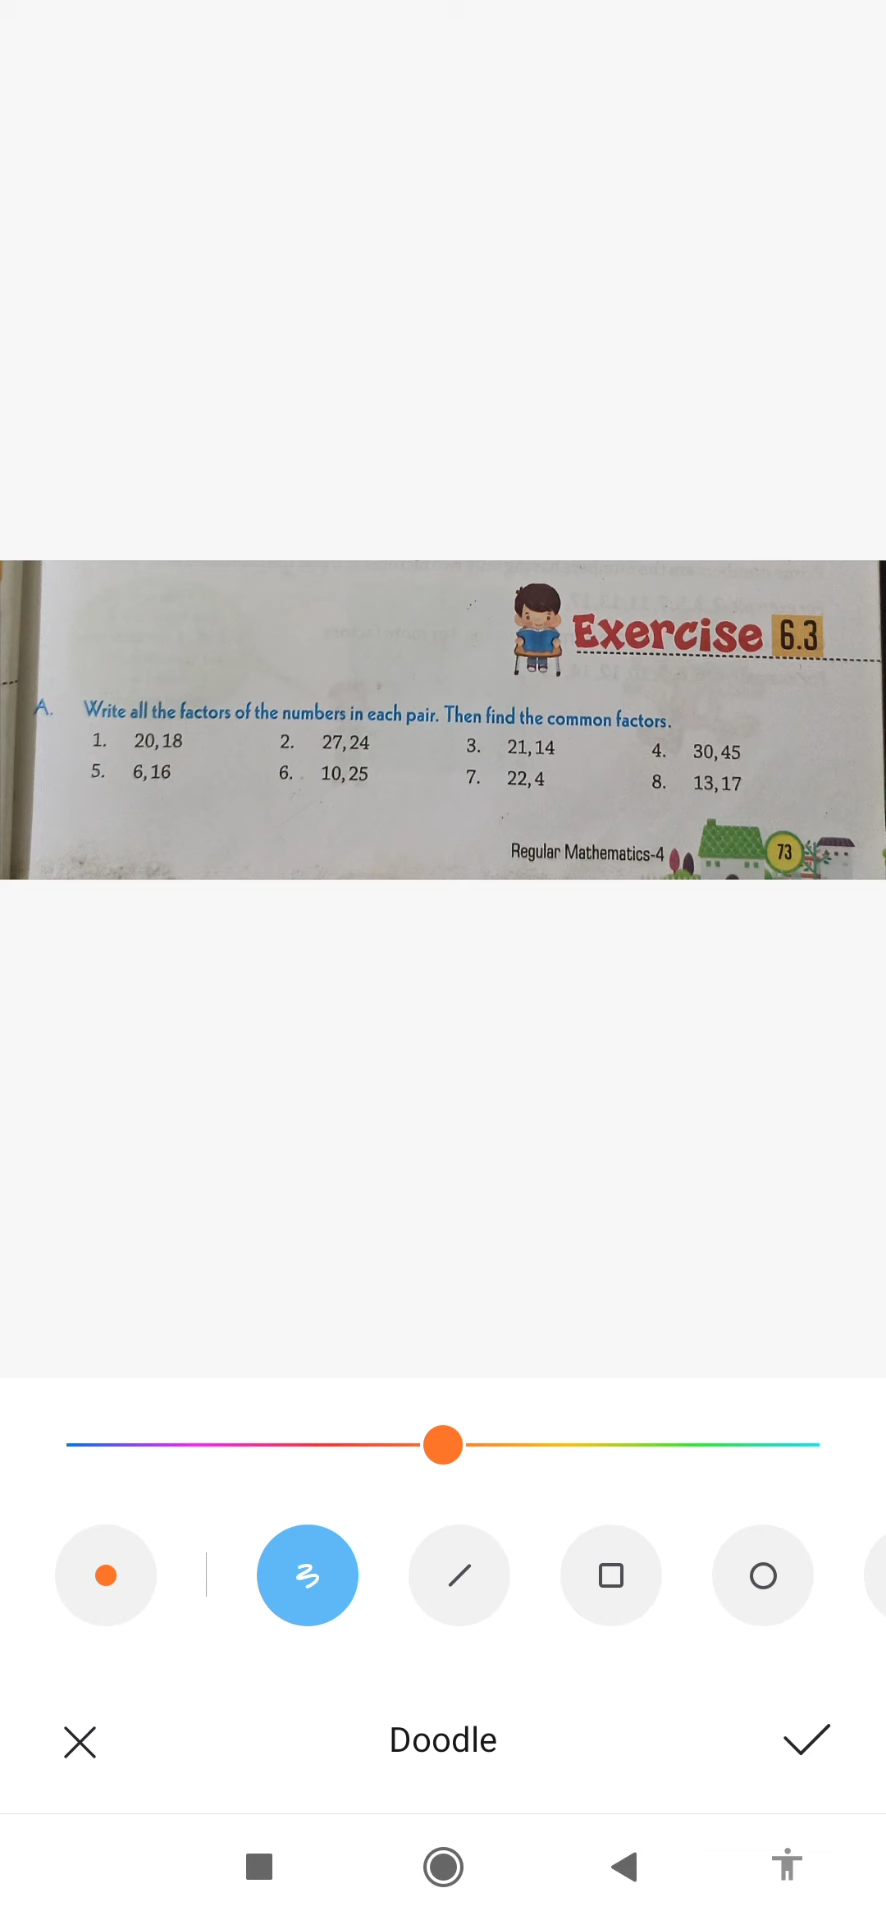 Exercise 6.3
A. Write all the factors of the numbers in each pair. Then find the common factors.
1. 20, 18 2. 27, 24 3. 21, 14 4. 30, 45
5. 6, 16 6. 10, 25 7. 22, 4 8. 13, 17
Regular Mathematics-4 73
Doodle